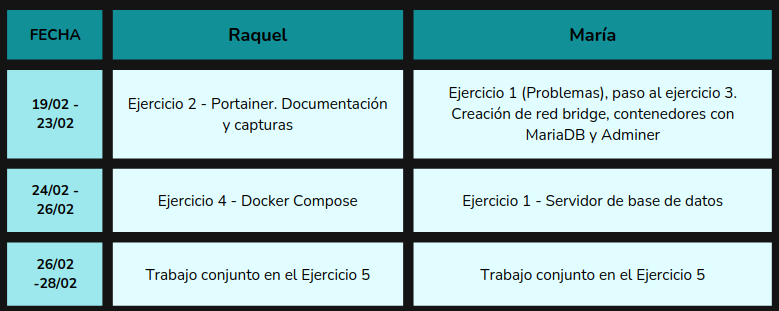 FECHA
Raquel
María
19/02 -
23/02
Ejercicio 2 - Portainer. Documentación
y capturas
Ejercicio 1 (Problemas), paso al ejercicio 3.
Creación de red bridge, contenedores con
MariaDB y Adminer
24/02 -
26/02
Ejercicio 4 - Docker Compose
Ejercicio 1 - Servidor de base de datos
26/02
-28/02
Trabajo conjunto en el Ejercicio 5
Trabajo conjunto en el Ejercicio 5